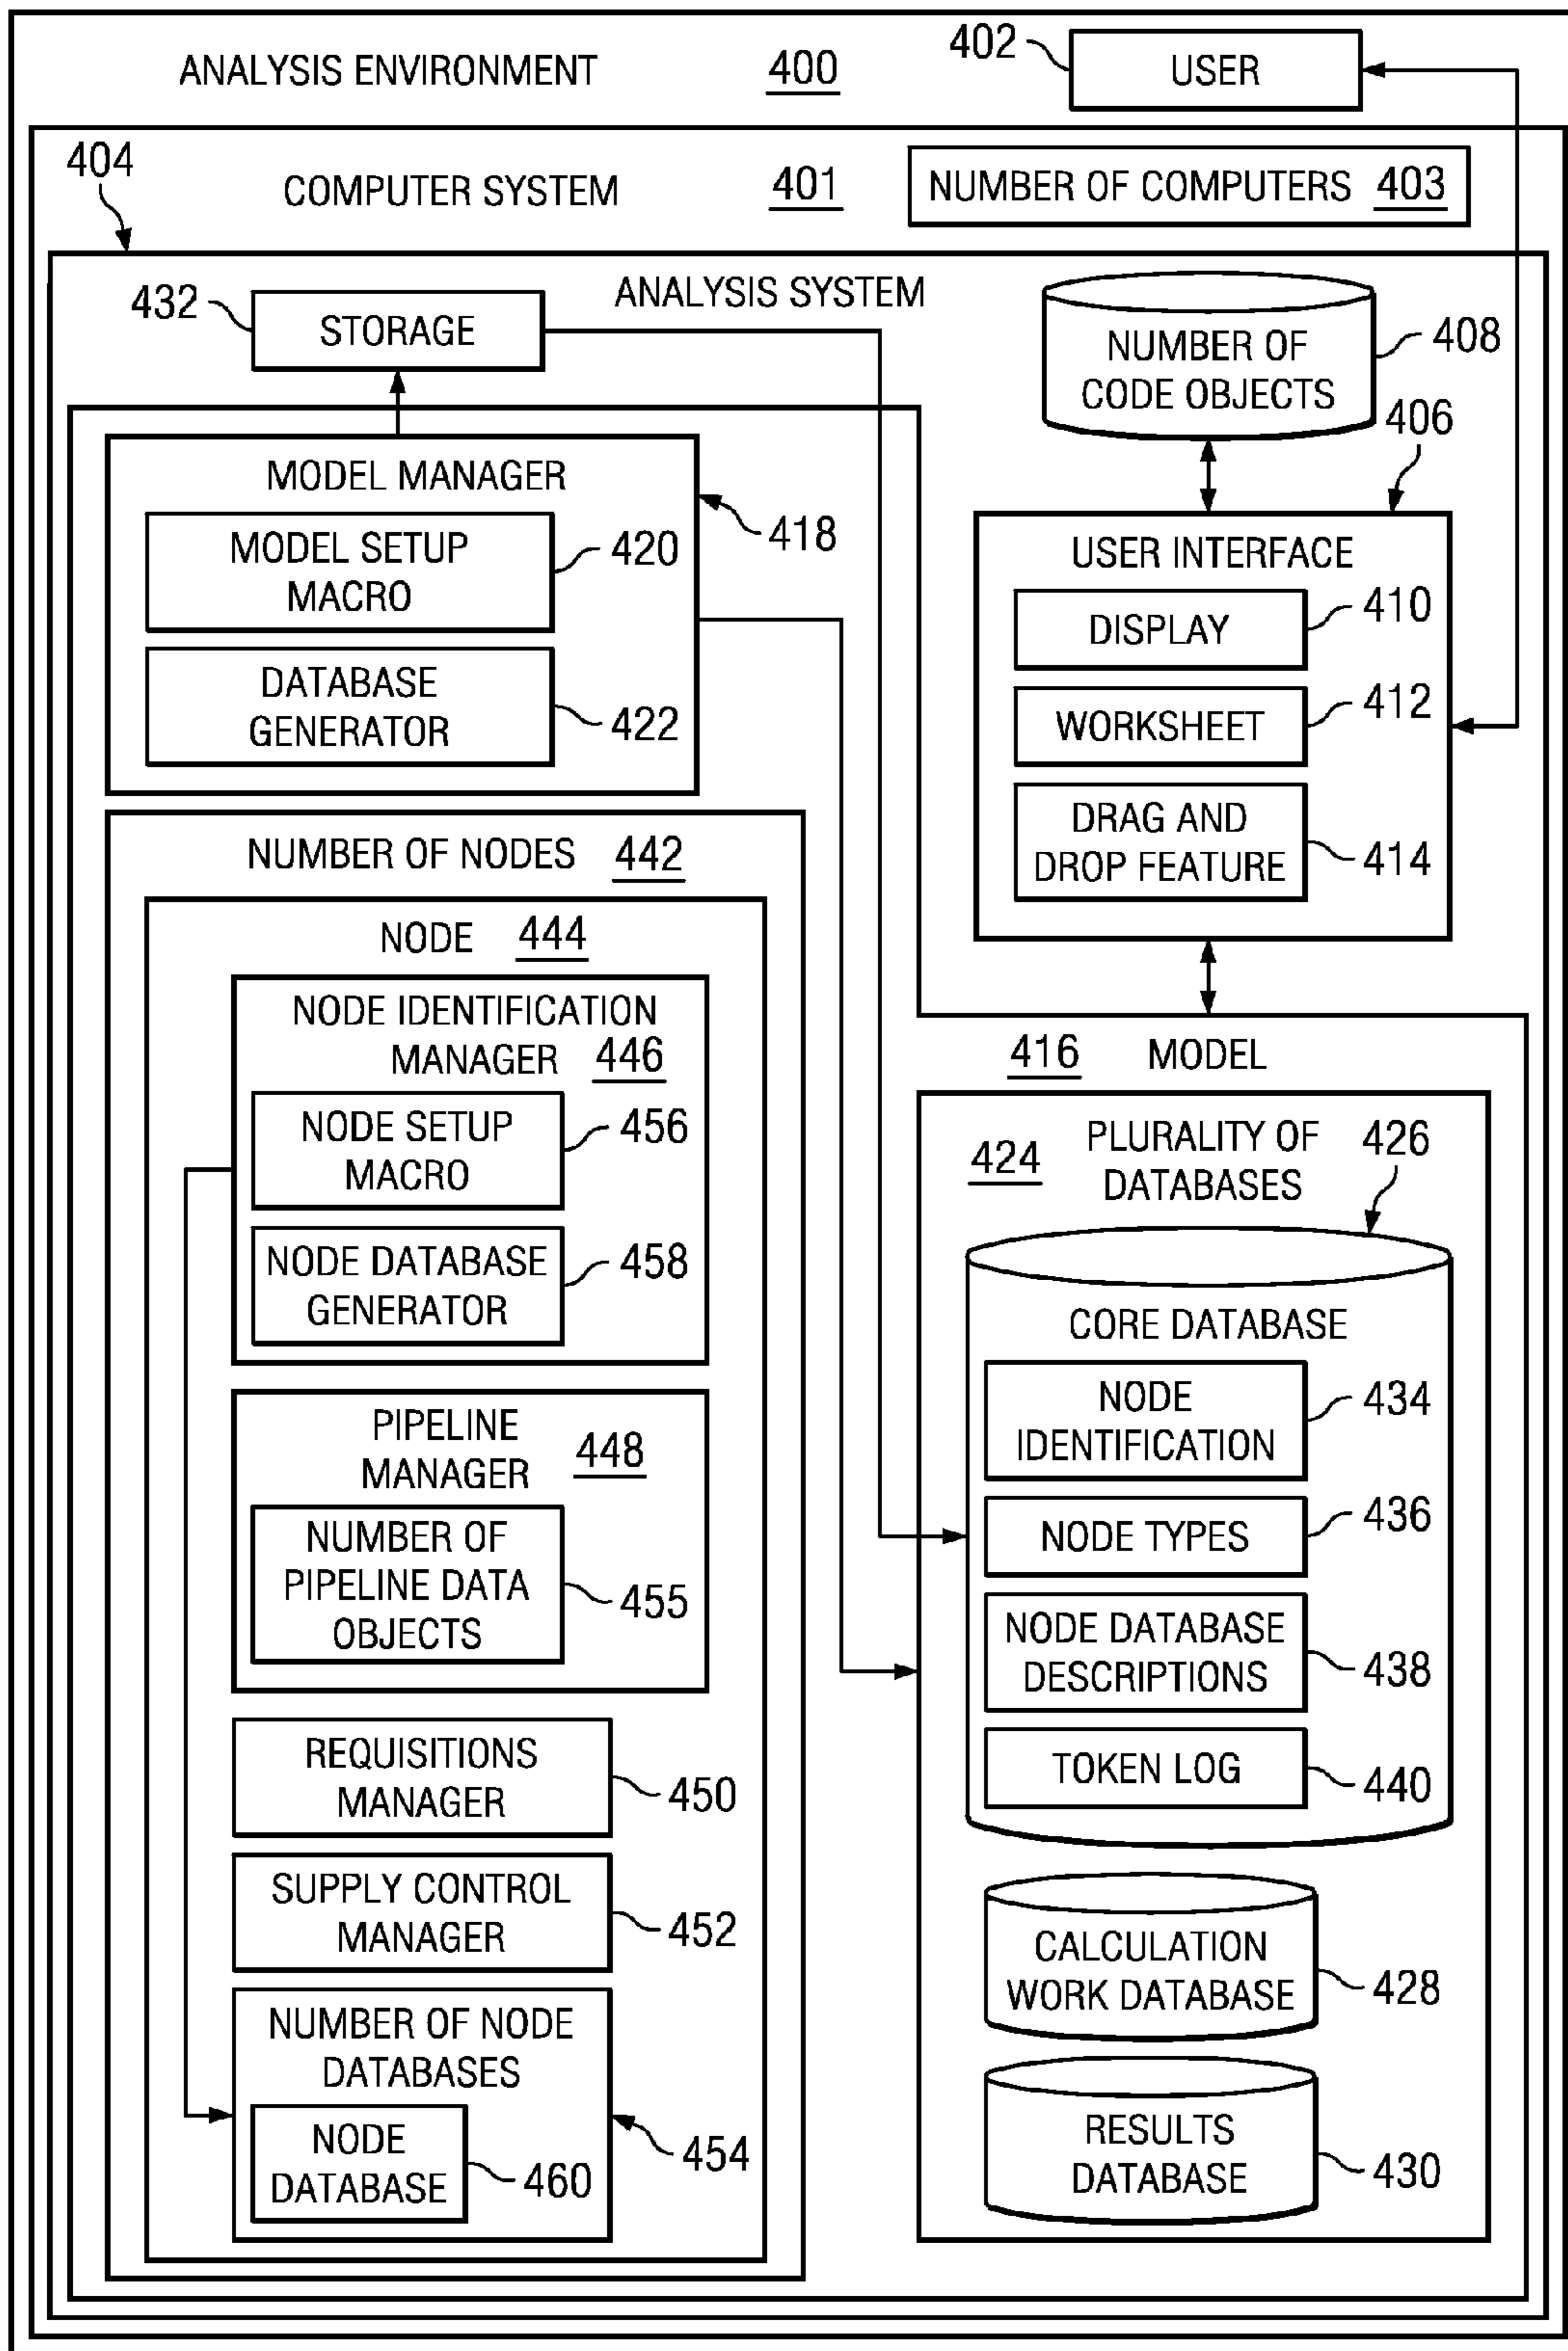 ANALYSIS ENVIRONMENT 400
402 USER
404
COMPUTER SYSTEM 401
NUMBER OF COMPUTERS 403
ANALYSIS SYSTEM
432 STORAGE
NUMBER OF
CODE OBJECTS
408
406
MODEL MANAGER
418
MODEL SETUP
MACRO
420
DATABASE
GENERATOR
422
USER INTERFACE
DISPLAY 410
WORKSHEET 412
DRAG AND
DROP FEATURE
414
NUMBER OF NODES 442
NODE 444
NODE IDENTIFICATION
MANAGER 446
NODE SETUP
MACRO
456
NODE DATABASE
GENERATOR
458
PIPELINE
MANAGER
448
NUMBER OF
PIPELINE DATA
OBJECTS
455
REQUISITIONS
MANAGER
450
SUPPLY CONTROL
MANAGER
452
NUMBER OF NODE
DATABASES
454
NODE
DATABASE
460
416 MODEL
424
PLURALITY OF
DATABASES
426
CORE DATABASE
NODE
IDENTIFICATION
434
NODE TYPES 436
NODE DATABASE
DESCRIPTIONS
438
TOKEN LOG 440
CALCULATION
WORK DATABASE
428
RESULTS
DATABASE
430